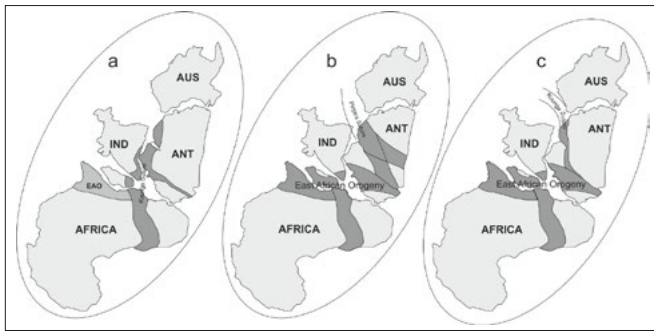 a
AUS
IND
ANT
EAO
AFRICA
b
AUS
IND
ANT
East African Orogeny
AFRICA
c
AUS
IND
ANT
East African Orogeny
AFRICA